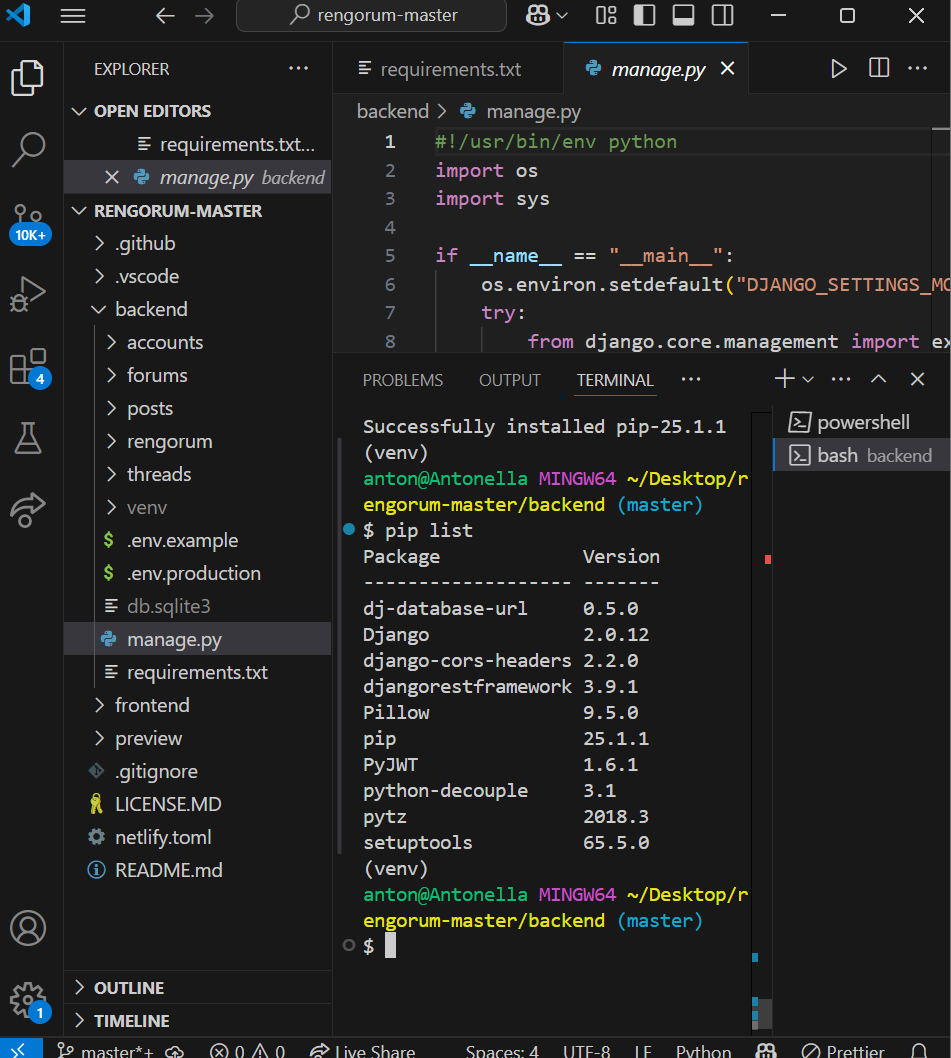 rengorum-master
EXPLORER
OPEN EDITORS
requirements.txt...
manage.py backend
RENGORUM-MASTER
.github
.vscode
backend
accounts
forums
posts
rengorum
threads
venv
.env.example
.env.production
db.sqlite3
manage.py
requirements.txt
frontend
preview
.gitignore
LICENSE.MD
netlify.toml
README.md
OUTLINE
TIMELINE
10K+
4
1
requirements.txt
manage.py
backend > manage.py
1 #!/usr/bin/env python
2 import os
3 import sys
4
5 if __name__ == "__main__":
6 os.environ.setdefault("DJANGO_SETTINGS_MO
7 try:
8 from django.core.management import ex
PROBLEMS OUTPUT TERMINAL
powershell
bash backend
Successfully installed pip-25.1.1
(venv)
anton@Antonella MINGW64 ~/Desktop/r
engorum-master/backend (master)
$ pip list
Package Version
------------------- -------
dj-database-url 0.5.0
Django 2.0.12
django-cors-headers 2.2.0
djangorestframework 3.9.1
Pillow 9.5.0
pip 25.1.1
PyJWT 1.6.1
python-decouple 3.1
pytz 2018.3
setuptools 65.5.0
(venv)
anton@Antonella MINGW64 ~/Desktop/r
engorum-master/backend (master)
$
master*+ 0 0 Live Share Spaces: 4 UTF-8 LF Python Prettier